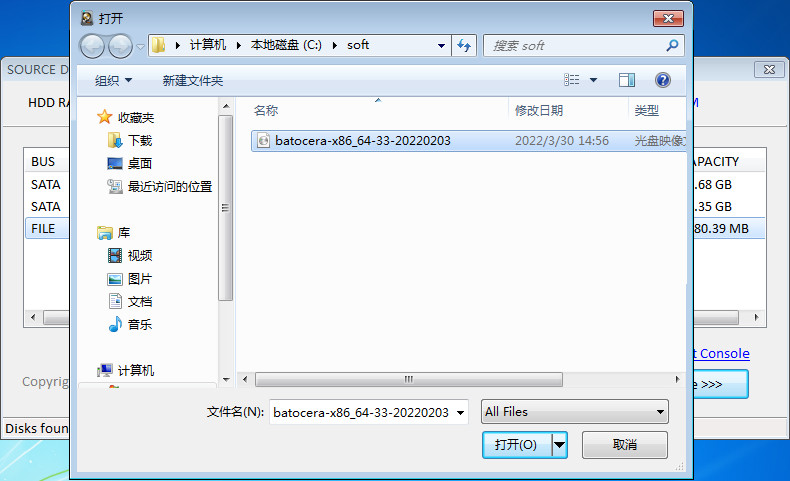 打开
计算机 本地磁盘 (C:) soft
搜索 soft
SOURCE D
组织 新建文件夹
HDD RA
M
收藏夹
下载
桌面
最近访问的位置
库
视频
图片
文档
音乐
计算机
名称 修改日期 类型
batocera-x86_64-33-20220203 2022/3/30 14:56 光盘映像文
BUS
APACITY
SATA
.68 GB
SATA
.35 GB
FILE
80.39 MB
t Console
Copyrig
e >>>
文件名(N): batocera-x86_64-33-20220203 All Files
打开(O) 取消
Disks foun